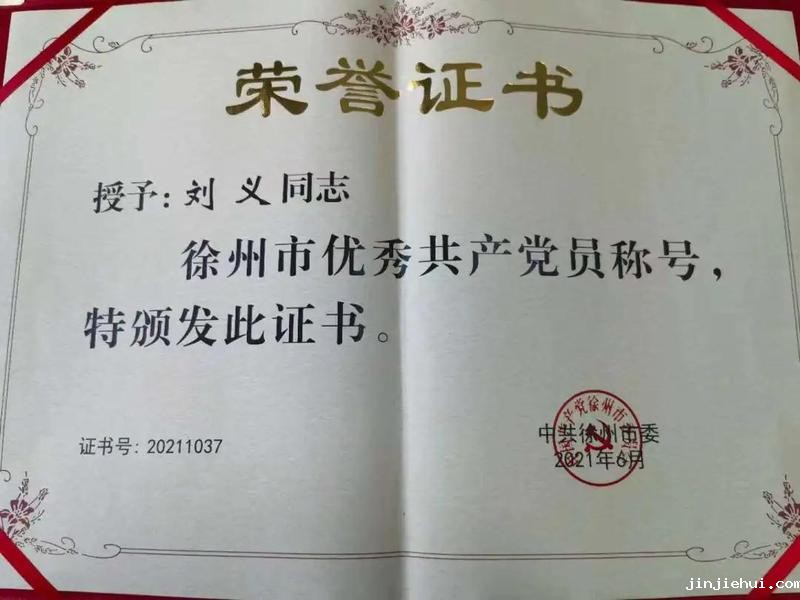 荣誉证书
授予：刘义同志
徐州市优秀共产党员称号，
特颁发此证书。
证书号：20211037
中共徐州市委
2021年6月
jinjiehui.com